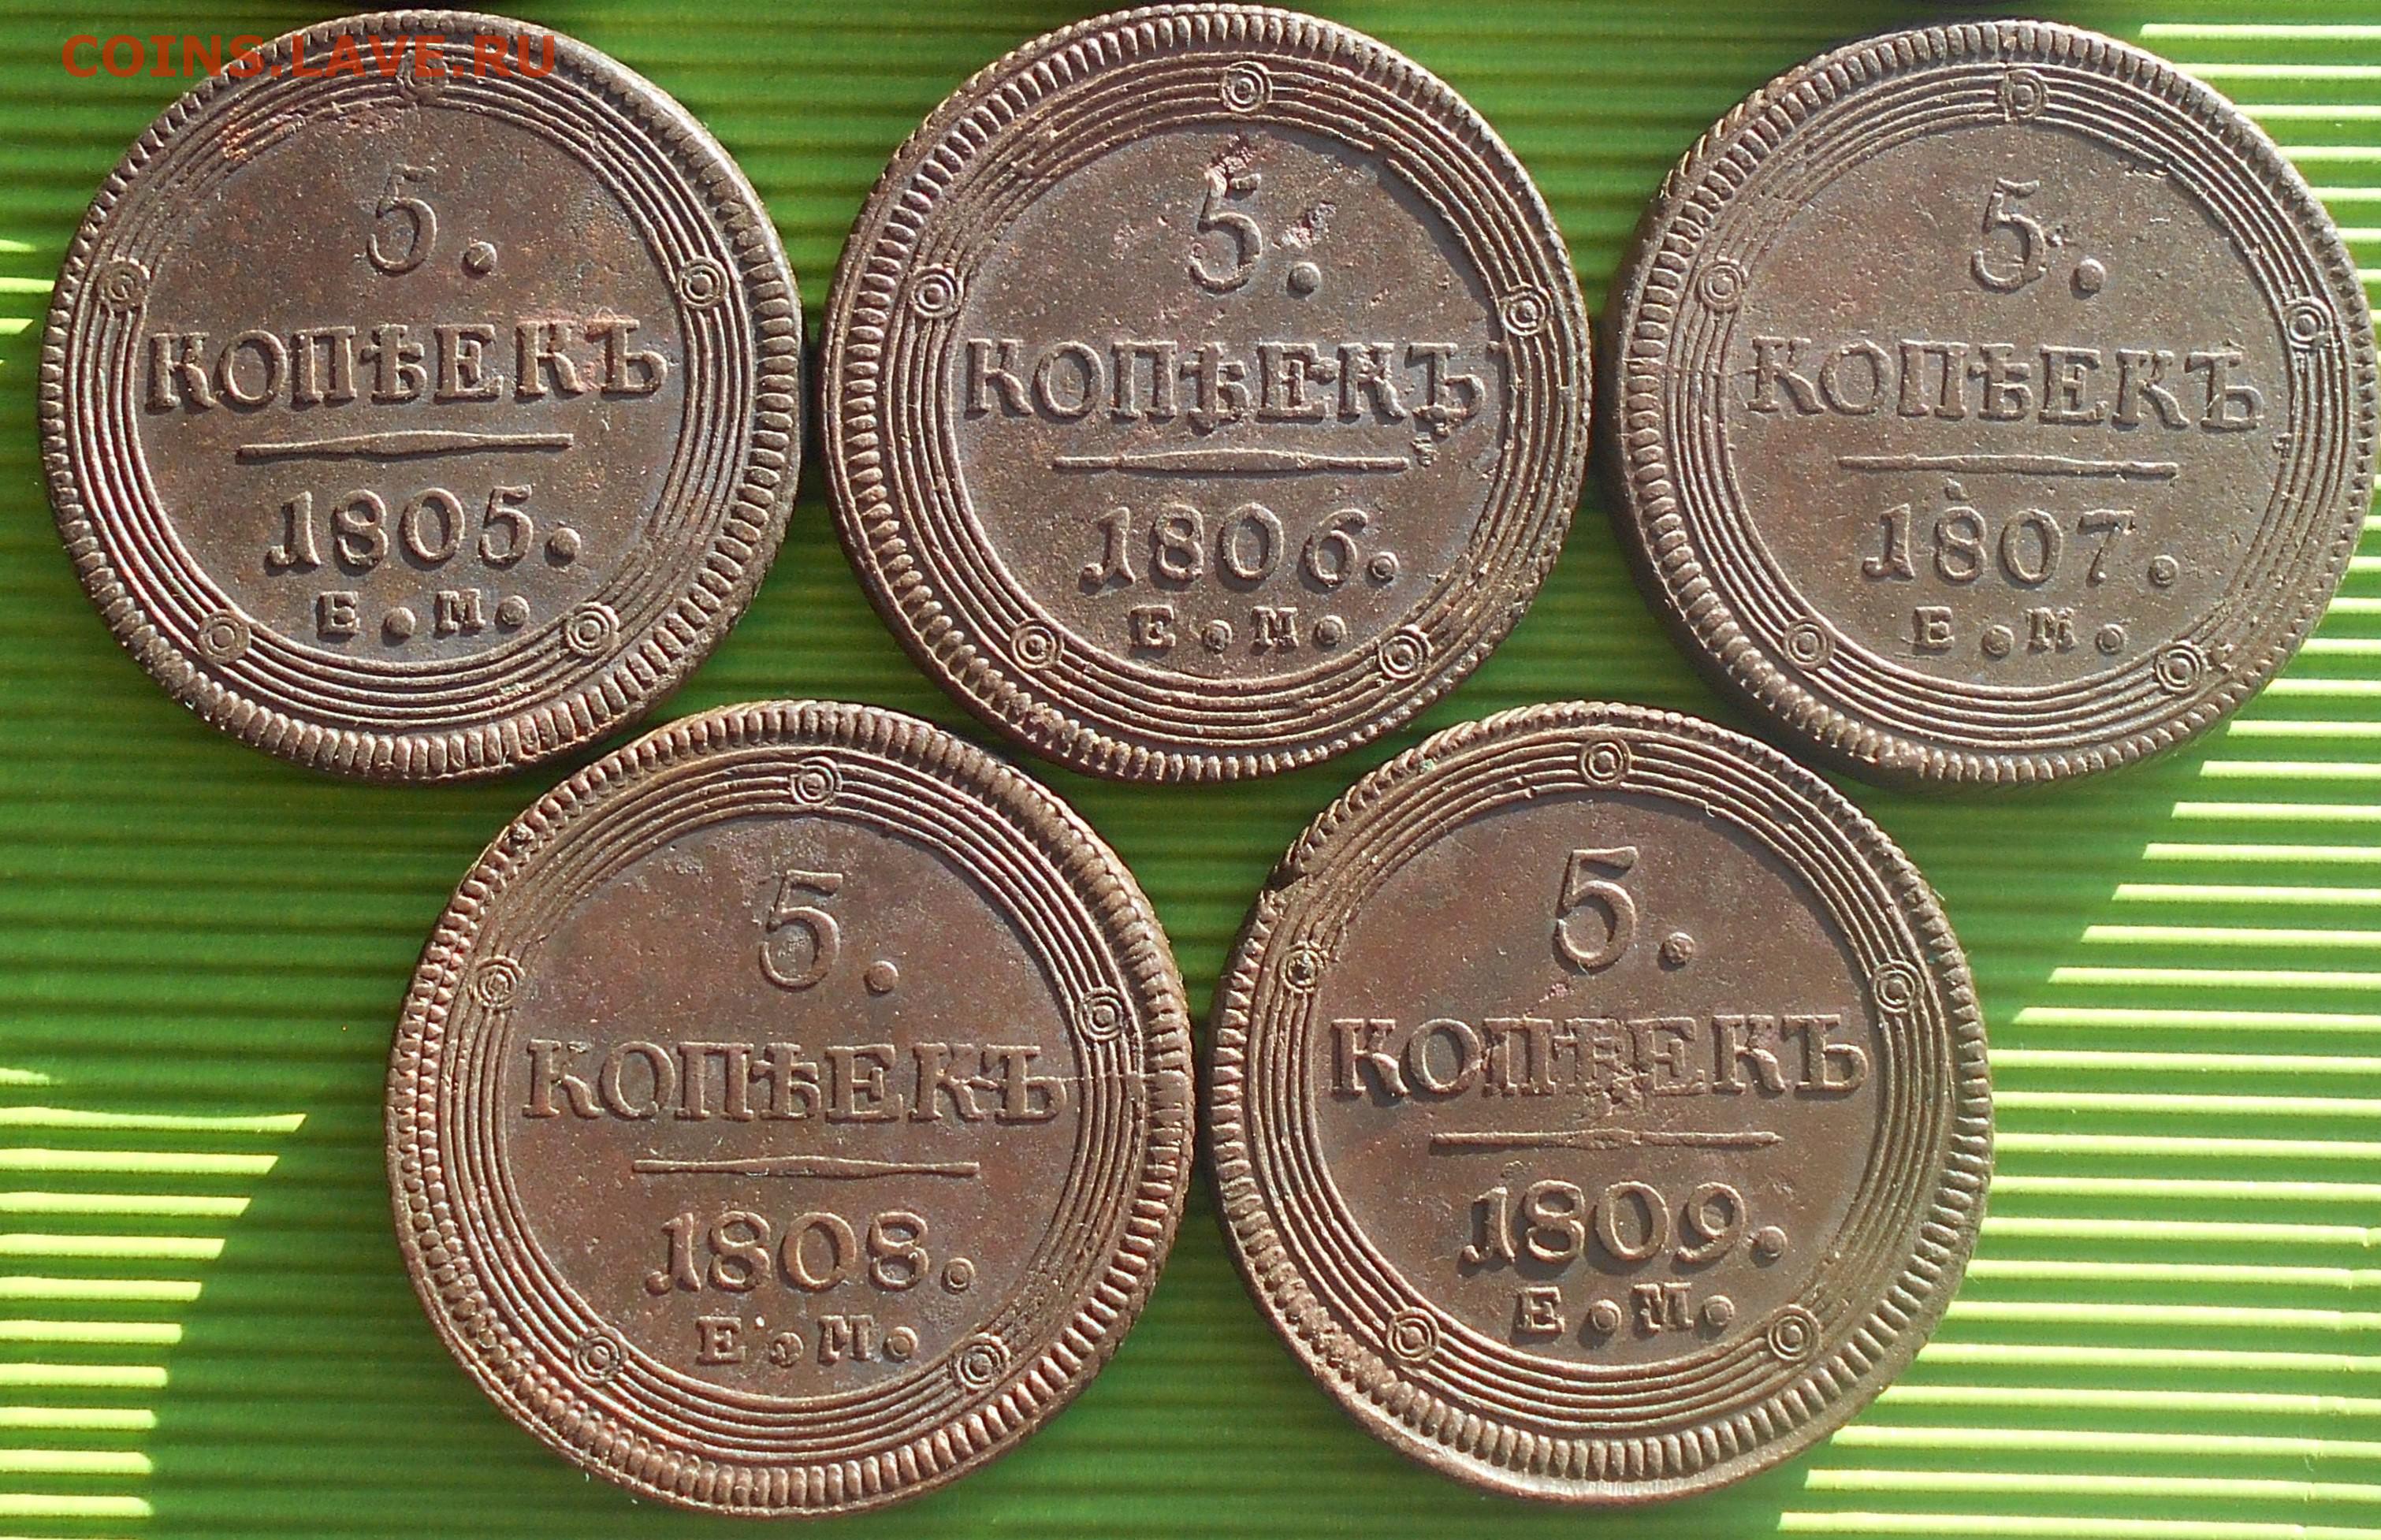 COINS.LAVE.RU
5.
КОПѢЕКЪ
1805.
Е.М.
5.
КОПѢЕКЪ
1806.
Е.М.
5.
КОПѢЕКЪ
1807.
Е.М.
5.
КОПѢЕКЪ
1808.
Е.М.
5.
КОПѢЕКЪ
1809.
Е.М.